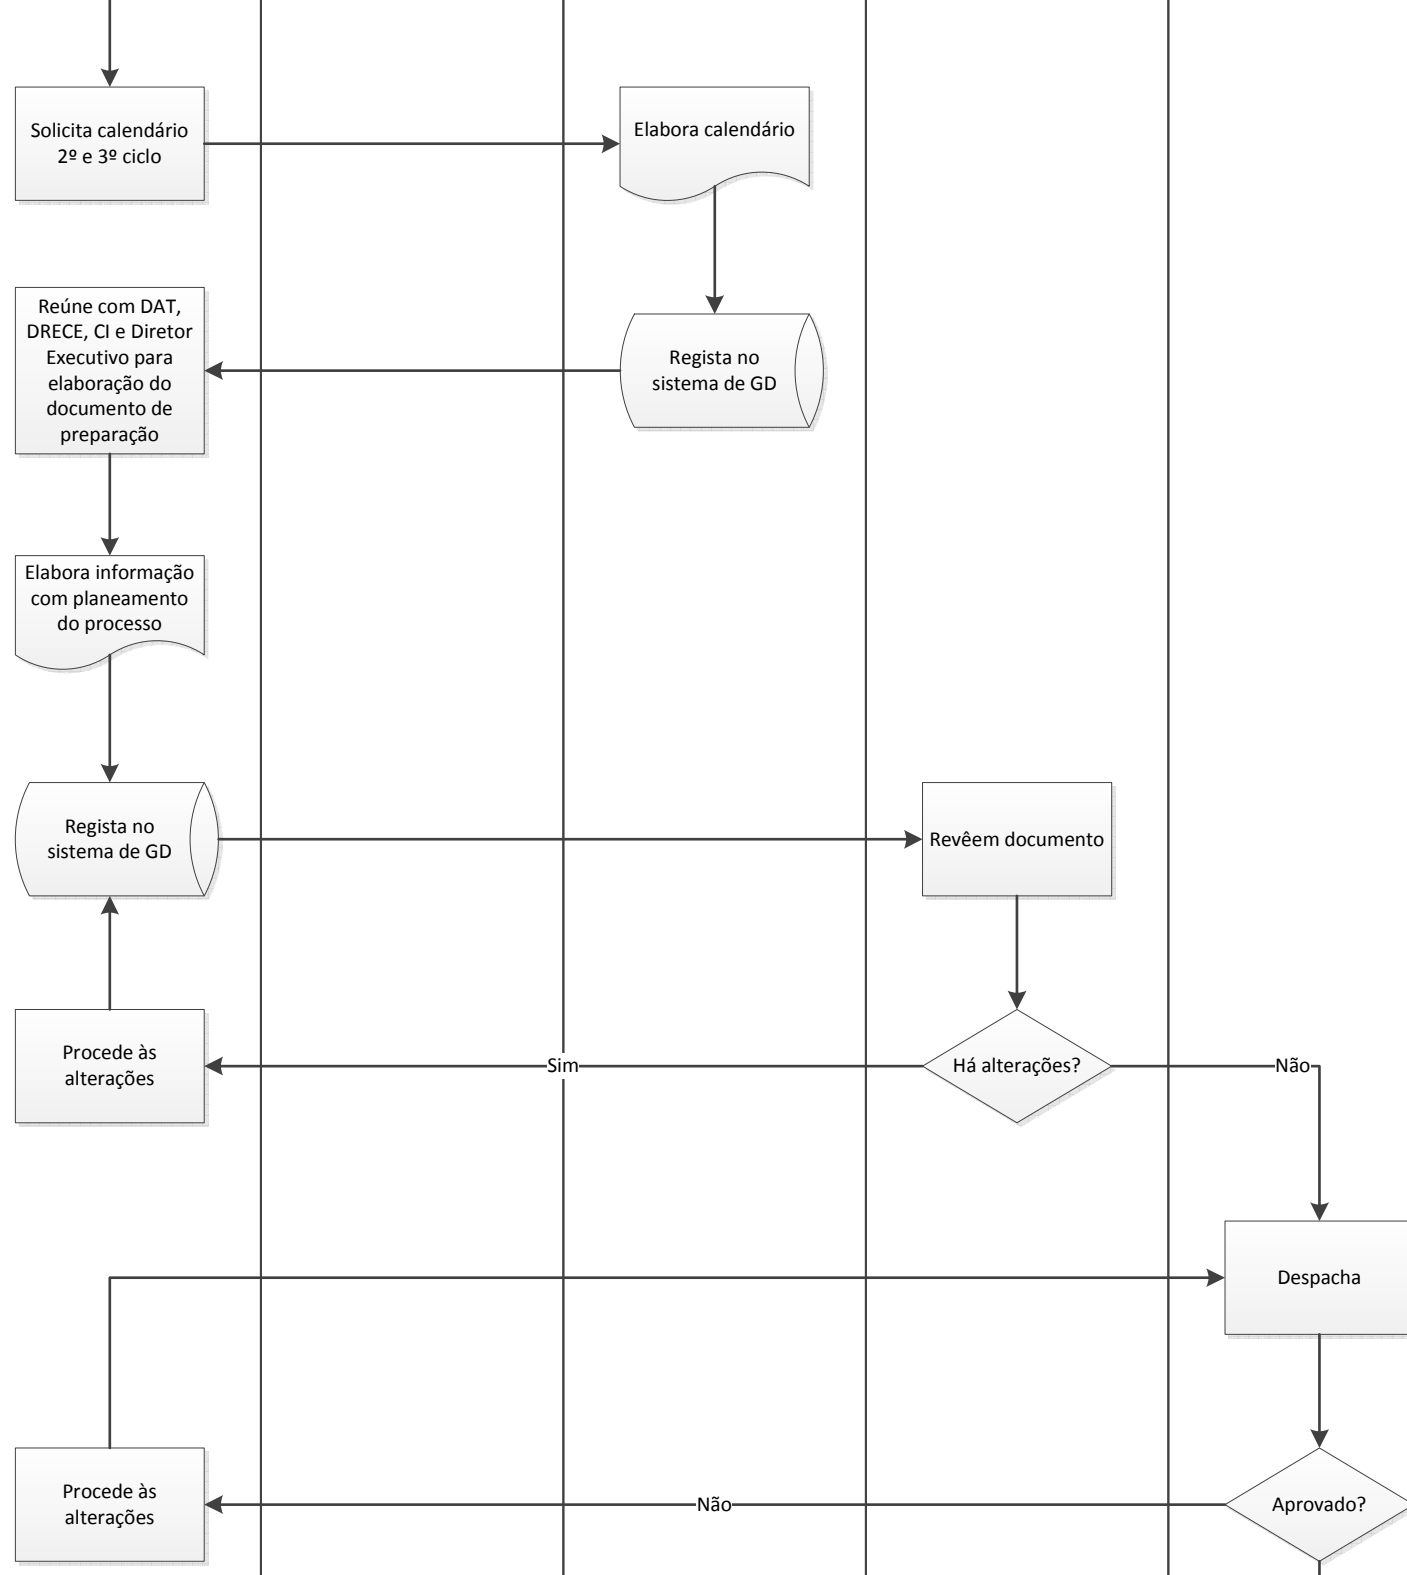 Solicita calendário
2º e 3º ciclo
Elabora calendário
Reúne com DAT,
DRECE, CI e Diretor
Executivo para
elaboração do
documento de
preparação
Regista no
sistema de GD
Elabora informação
com planeamento
do processo
Regista no
sistema de GD
Revêem documento
Procede às
alterações
Sim
Há alterações?
Não
Despacha
Procede às
alterações
Não
Aprovado?